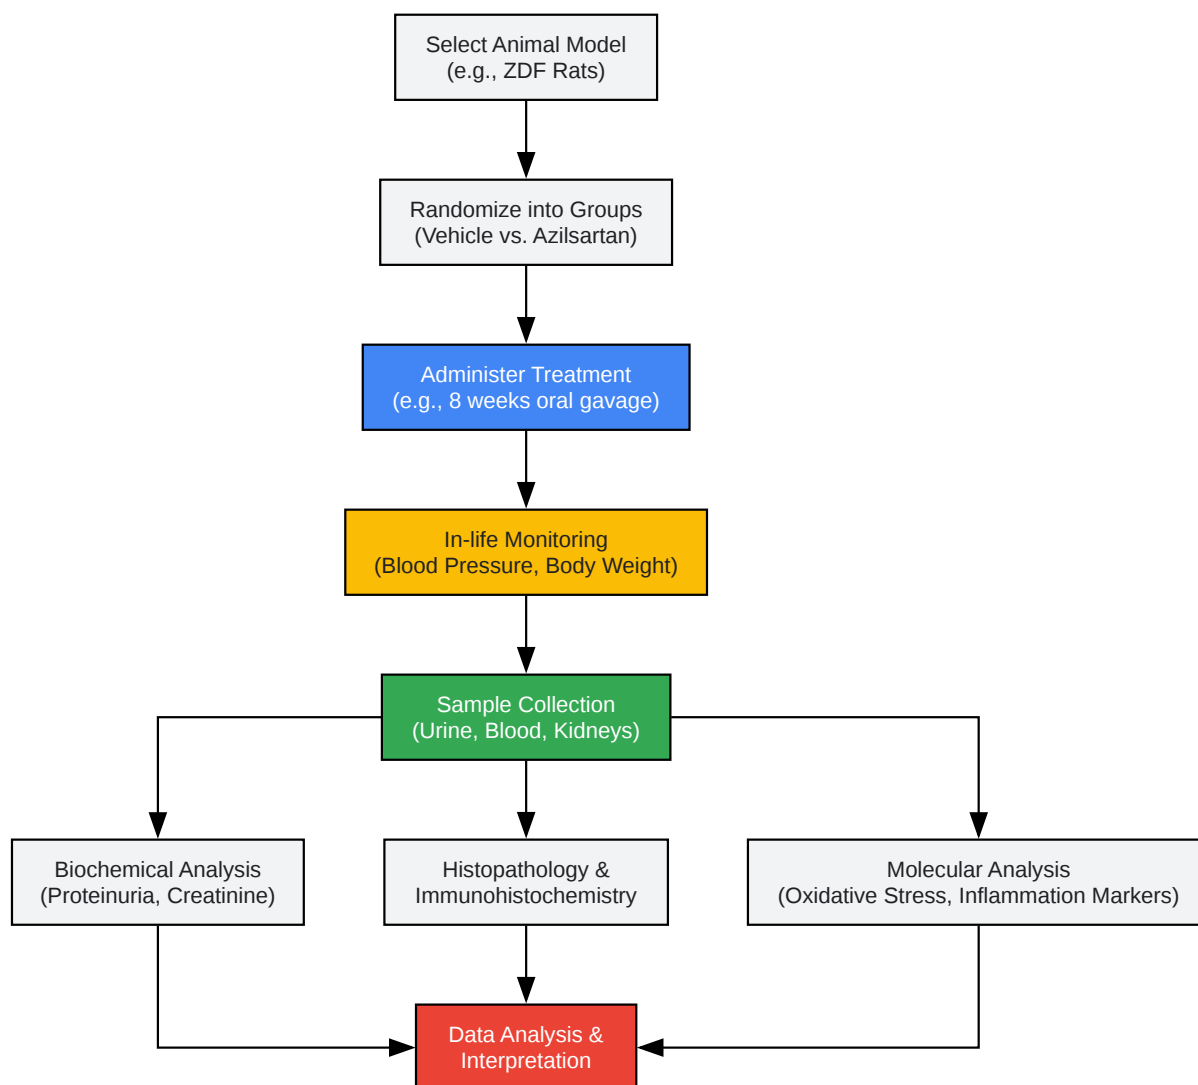 Select Animal Model
(e.g., ZDF Rats)
Randomize into Groups
(Vehicle vs. Azilsartan)
Administer Treatment
(e.g., 8 weeks oral gavage)
In-life Monitoring
(Blood Pressure, Body Weight)
Sample Collection
(Urine, Blood, Kidneys)
Biochemical Analysis
(Proteinuria, Creatinine)
Histopathology &
Immunohistochemistry
Molecular Analysis
(Oxidative Stress, Inflammation Markers)
Data Analysis &
Interpretation